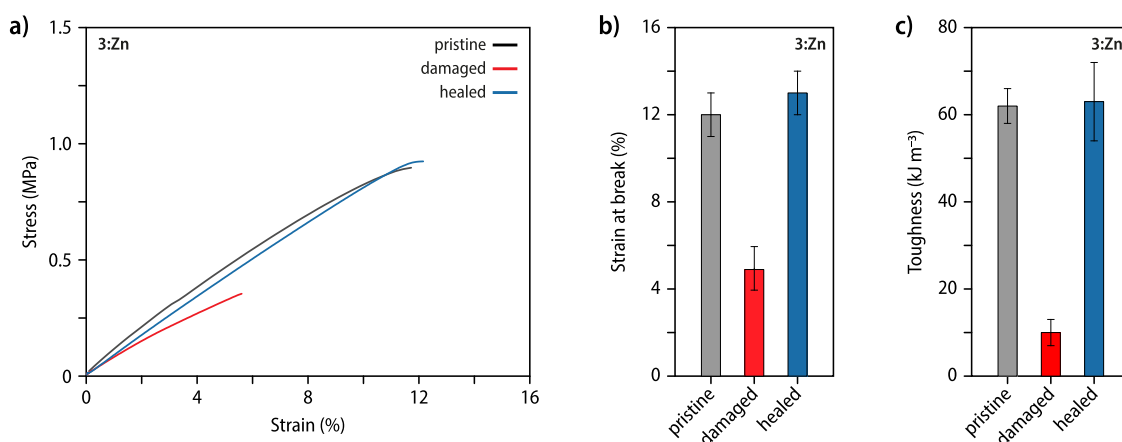 a)
3:Zn
pristine
damaged
healed
1.5
1.0
0.5
0
Stress (MPa)
0 4 8 12 16
Strain (%)
b)
3:Zn
16
12
8
4
0
Strain at break (%)
pristine
damaged
healed
c)
3:Zn
80
60
40
20
0
Toughness (kJ m⁻³)
pristine
damaged
healed